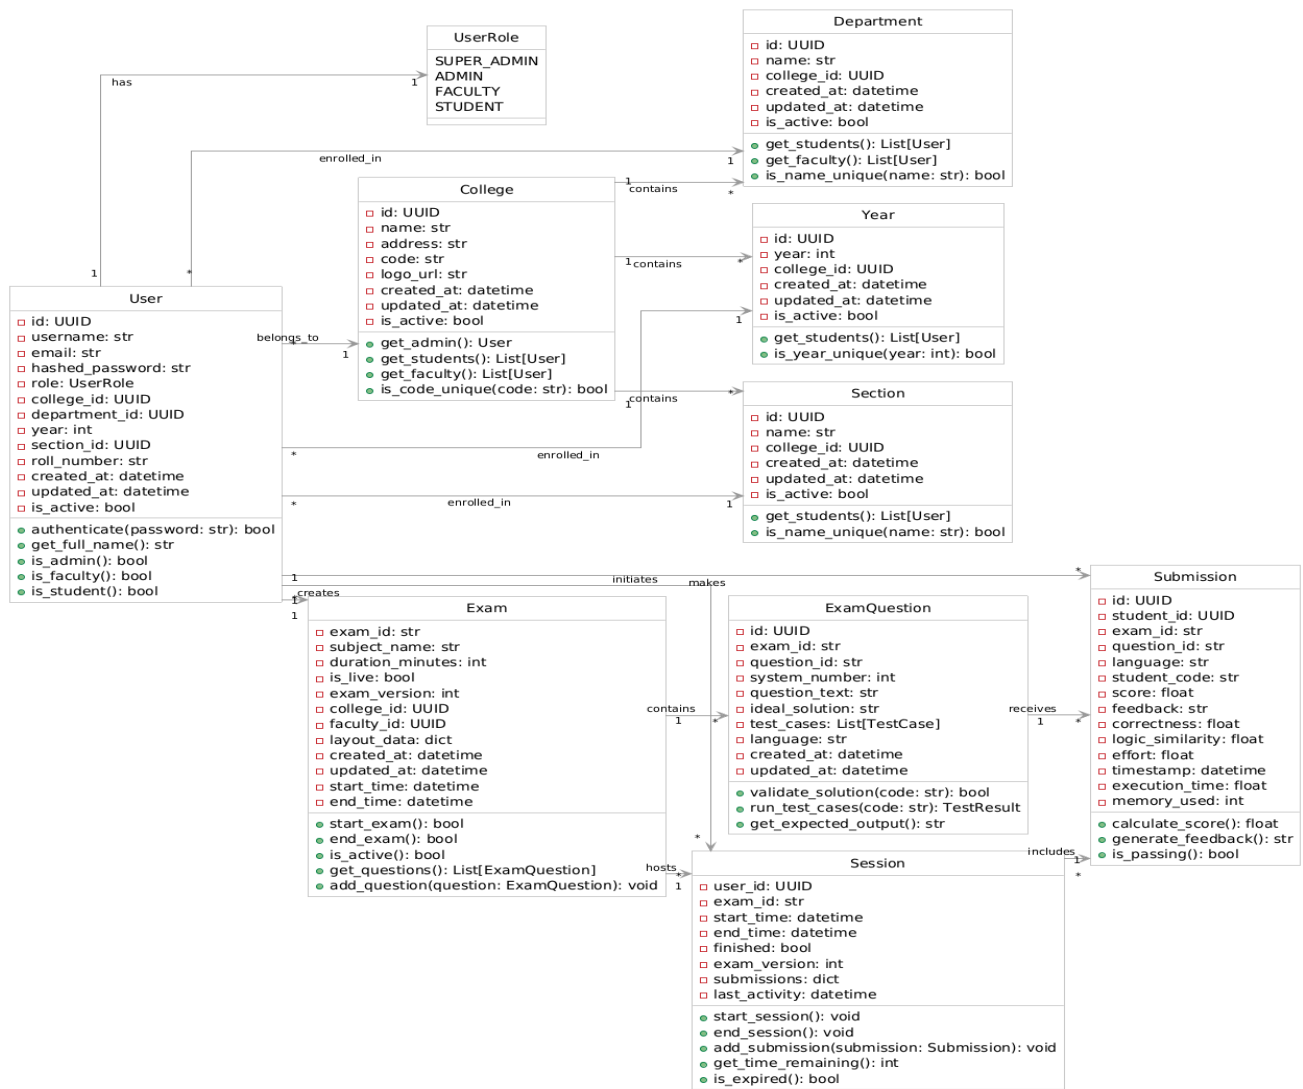 Department
id: UUID
name: str
college_id: UUID
created_at: datetime
updated_at: datetime
is_active: bool
get_students(): List[User]
get_faculty(): List[User]
is_name_unique(name: str): bool
UserRole
SUPER_ADMIN
ADMIN
FACULTY
STUDENT
has
1
1
enrolled_in
1
*
College
id: UUID
name: str
address: str
code: str
logo_url: str
created_at: datetime
updated_at: datetime
is_active: bool
get_admin(): User
get_students(): List[User]
get_faculty(): List[User]
is_code_unique(code: str): bool
1
contains
*
Year
id: UUID
year: int
college_id: UUID
created_at: datetime
updated_at: datetime
is_active: bool
get_students(): List[User]
is_year_unique(year: int): bool
1
contains
*
User
id: UUID
username: str
email: str
hashed_password: str
role: UserRole
college_id: UUID
department_id: UUID
year: int
section_id: UUID
roll_number: str
created_at: datetime
updated_at: datetime
is_active: bool
authenticate(password: str): bool
get_full_name(): str
is_admin(): bool
is_faculty(): bool
is_student(): bool
belongs_to
*
1
1
contains
*
Section
id: UUID
name: str
college_id: UUID
created_at: datetime
updated_at: datetime
is_active: bool
get_students(): List[User]
is_name_unique(name: str): bool
*
enrolled_in
1
*
enrolled_in
1
1
initiates
makes
*
1
creates
*
1
Exam
exam_id: str
subject_name: str
duration_minutes: int
is_live: bool
exam_version: int
college_id: UUID
faculty_id: UUID
layout_data: dict
created_at: datetime
updated_at: datetime
start_time: datetime
end_time: datetime
start_exam(): bool
end_exam(): bool
is_active(): bool
get_questions(): List[ExamQuestion]
add_question(question: ExamQuestion): void
contains
1
*
ExamQuestion
id: UUID
exam_id: str
question_id: str
system_number: int
question_text: str
ideal_solution: str
test_cases: List[TestCase]
language: str
created_at: datetime
updated_at: datetime
validate_solution(code: str): bool
run_test_cases(code: str): TestResult
get_expected_output(): str
receives
1
*
Submission
id: UUID
student_id: UUID
exam_id: str
question_id: str
language: str
student_code: str
score: float
feedback: str
correctness: float
logic_similarity: float
effort: float
timestamp: datetime
execution_time: float
memory_used: int
calculate_score(): float
generate_feedback(): str
is_passing(): bool
*
hosts
*
1
Session
user_id: UUID
exam_id: str
start_time: datetime
end_time: datetime
finished: bool
exam_version: int
submissions: dict
last_activity: datetime
start_session(): void
end_session(): void
add_submission(submission: Submission): void
get_time_remaining(): int
is_expired(): bool
includes
1
*